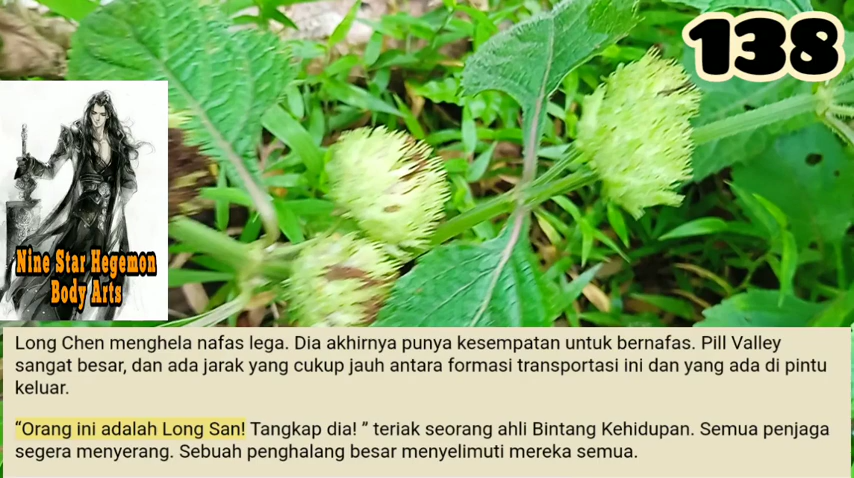 138
Nine Star Hegemon
Body Arts
Long Chen menghela nafas lega. Dia akhirnya punya kesempatan untuk bernafas. Pill Valley
sangat besar, dan ada jarak yang cukup jauh antara formasi transportasi ini dan yang ada di pintu
keluar.
“Orang ini adalah Long San! Tangkap dia! ” teriak seorang ahli Bintang Kehidupan. Semua penjaga
segera menyerang. Sebuah penghalang besar menyelimuti mereka semua.